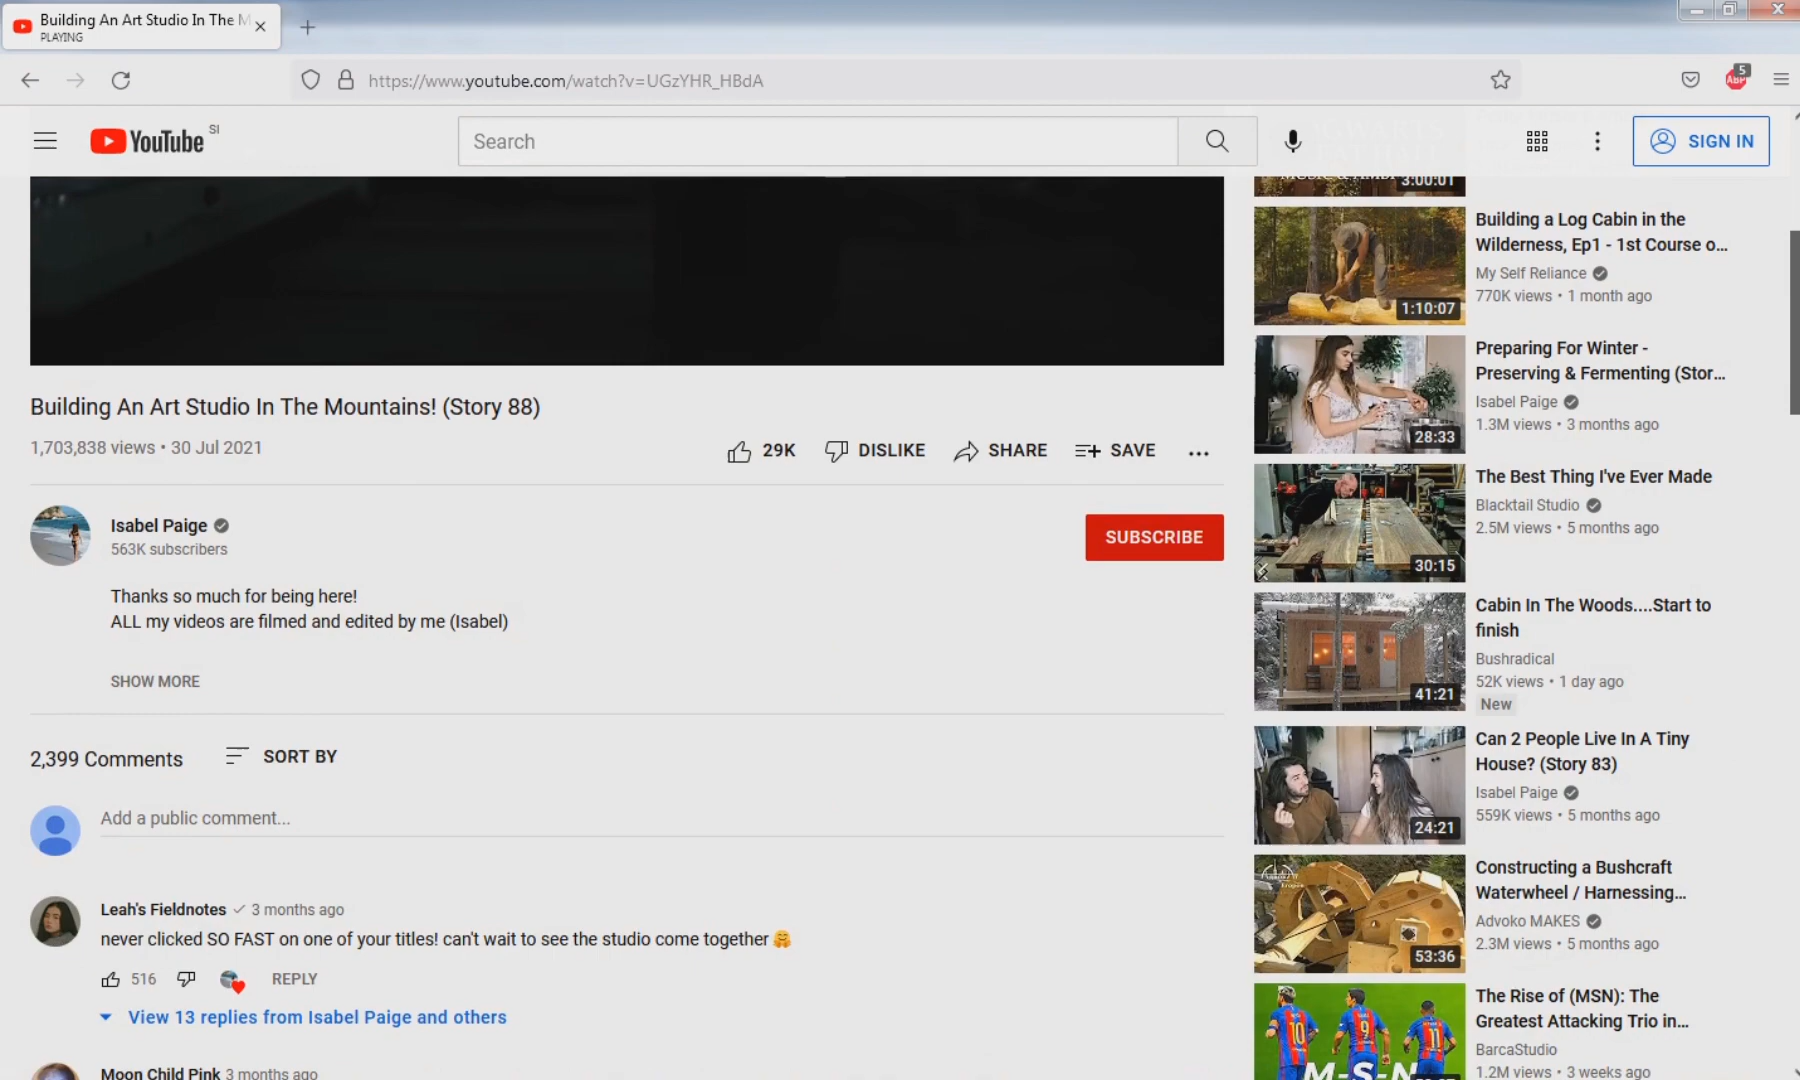 Building An Art Studio In The M
PLAYING
https://www.youtube.com/watch?v=UGzYHR_HBdA
5
ABP
YouTube SI
Search
SIGN IN
3:00:01
Building a Log Cabin in the
Wilderness, Ep1 - 1st Course o...
My Self Reliance
770K views • 1 month ago
1:10:07
Preparing For Winter -
Preserving & Fermenting (Stor...
Isabel Paige
1.3M views • 3 months ago
28:33
The Best Thing I've Ever Made
Blacktail Studio
2.5M views • 5 months ago
30:15
Cabin In The Woods....Start to
finish
Bushradical
52K views • 1 day ago
New
41:21
Can 2 People Live In A Tiny
House? (Story 83)
Isabel Paige
559K views • 5 months ago
24:21
Constructing a Bushcraft
Waterwheel / Harnessing...
Advoko MAKES
2.3M views • 5 months ago
53:36
The Rise of (MSN): The
Greatest Attacking Trio in...
BarcaStudio
1.2M views • 3 weeks ago
10
9
11
M-S-N
Building An Art Studio In The Mountains! (Story 88)
1,703,838 views • 30 Jul 2021
29K
DISLIKE
SHARE
SAVE
Isabel Paige
563K subscribers
SUBSCRIBE
Thanks so much for being here!
ALL my videos are filmed and edited by me (Isabel)
SHOW MORE
2,399 Comments
SORT BY
Add a public comment...
Leah's Fieldnotes 3 months ago
never clicked SO FAST on one of your titles! can't wait to see the studio come together 🤗
516
REPLY
View 13 replies from Isabel Paige and others
Moon Child Pink 3 months ago